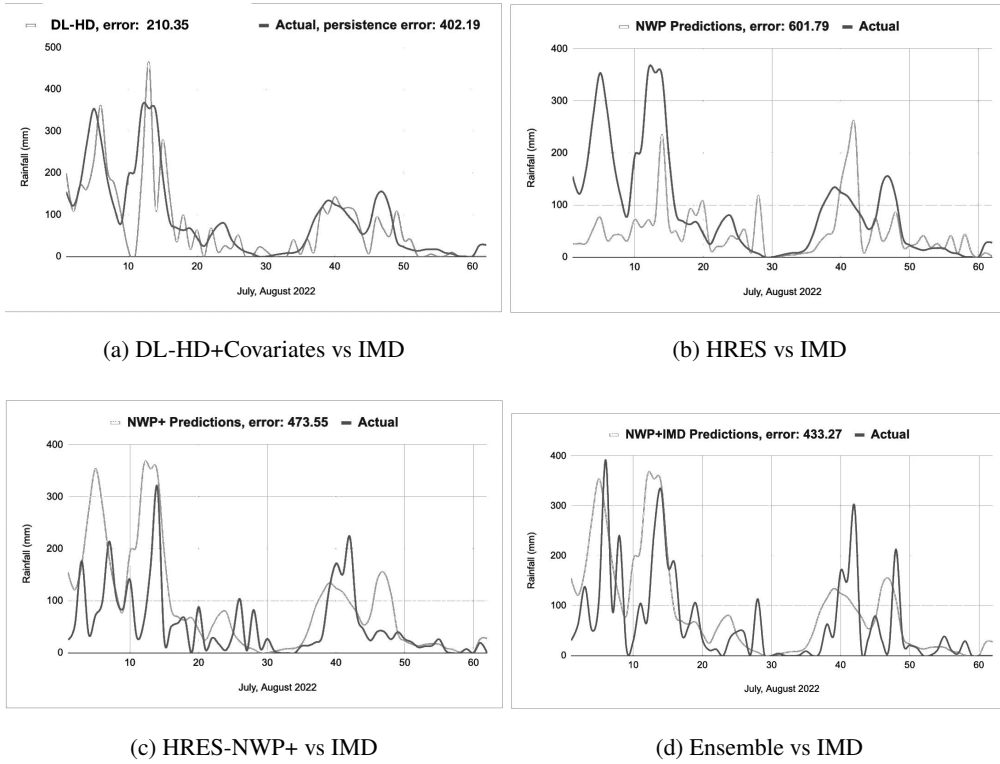 DL-HD, error: 210.35 Actual, persistence error: 402.19
500
400
300
200
100
0
Rainfall (mm)
10 20 30 40 50 60
July, August 2022
(a) DL-HD+Covariates vs IMD
NWP Predictions, error: 601.79 Actual
400
300
200
100
0
Rainfall (mm)
10 20 30 40 50 60
July, August 2022
(b) HRES vs IMD
NWP+ Predictions, error: 473.55 Actual
400
300
200
100
0
Rainfall (mm)
10 20 30 40 50 60
July, August 2022
(c) HRES-NWP+ vs IMD
NWP+IMD Predictions, error: 433.27 Actual
400
300
200
100
0
Rainfall (mm)
10 20 30 40 50 60
July, August 2022
(d) Ensemble vs IMD